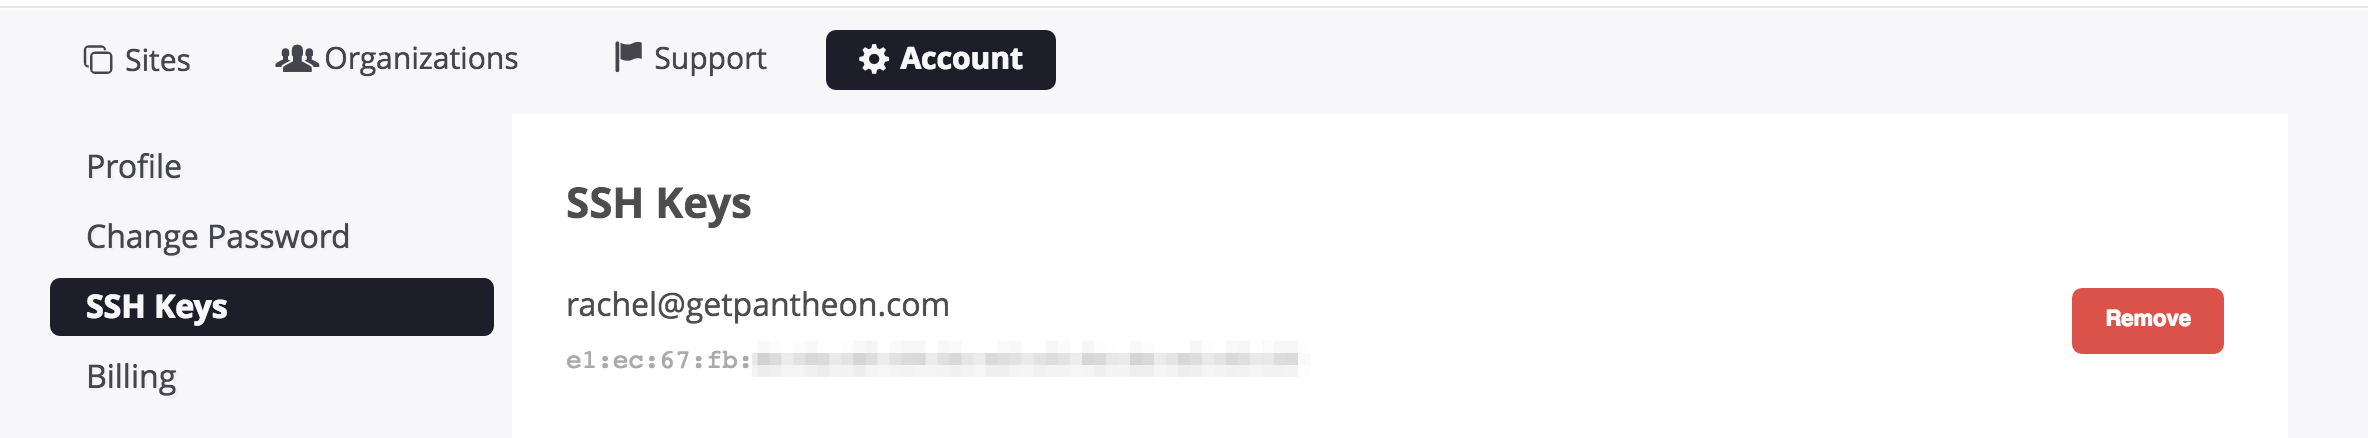 Sites Organizations Support Account
Profile
Change Password
SSH Keys
Billing
SSH Keys
rachel@getpantheon.com
e1:ec:67:fb:
Remove